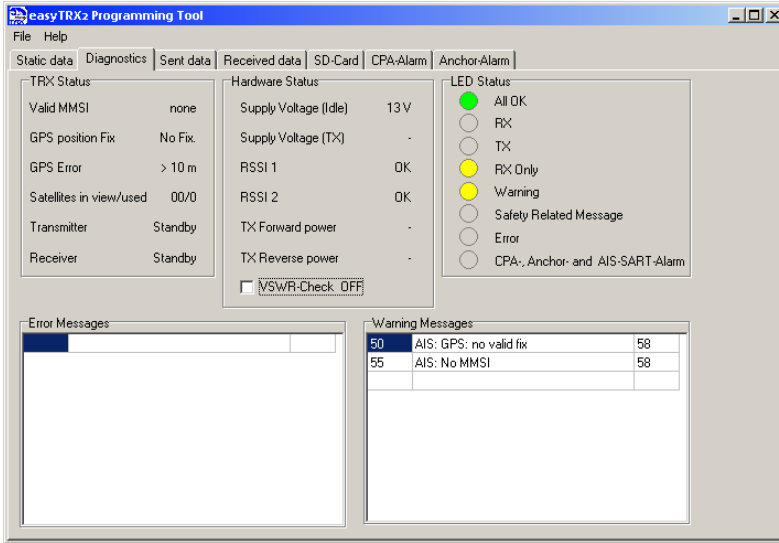 easyTRX2 Programming Tool
File Help
Static data Diagnostics Sent data Received data SD-Card CPA-Alarm Anchor-Alarm
TRX Status
Valid MMSI none
GPS position Fix No Fix.
GPS Error > 10 m
Satellites in view/used 00/0
Transmitter Standby
Receiver Standby
Hardware Status
Supply Voltage (Idle) 13 V
Supply Voltage (TX) -
RSSI 1 OK
RSSI 2 OK
TX Forward power -
TX Reverse power -
VSWR-Check OFF
LED Status
All OK
RX
TX
RX Only
Warning
Safety Related Message
Error
CPA-, Anchor- and AIS-SART-Alarm
Error Messages
Warning Messages
50 AIS: GPS: no valid fix 58
55 AIS: No MMSI 58